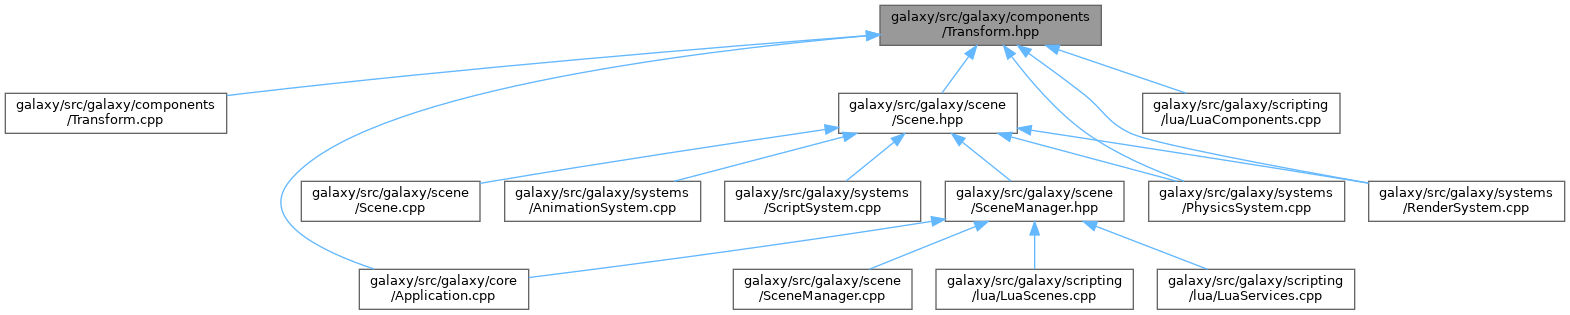 galaxy/src/galaxy/components
/Transform.hpp
galaxy/src/galaxy/components
/Transform.cpp
galaxy/src/galaxy/scene
/Scene.hpp
galaxy/src/galaxy/scripting
/lua/LuaComponents.cpp
galaxy/src/galaxy/scene
/Scene.cpp
galaxy/src/galaxy/systems
/AnimationSystem.cpp
galaxy/src/galaxy/systems
/ScriptSystem.cpp
galaxy/src/galaxy/scene
/SceneManager.hpp
galaxy/src/galaxy/systems
/PhysicsSystem.cpp
galaxy/src/galaxy/systems
/RenderSystem.cpp
galaxy/src/galaxy/core
/Application.cpp
galaxy/src/galaxy/scene
/SceneManager.cpp
galaxy/src/galaxy/scripting
/lua/LuaScenes.cpp
galaxy/src/galaxy/scripting
/lua/LuaServices.cpp